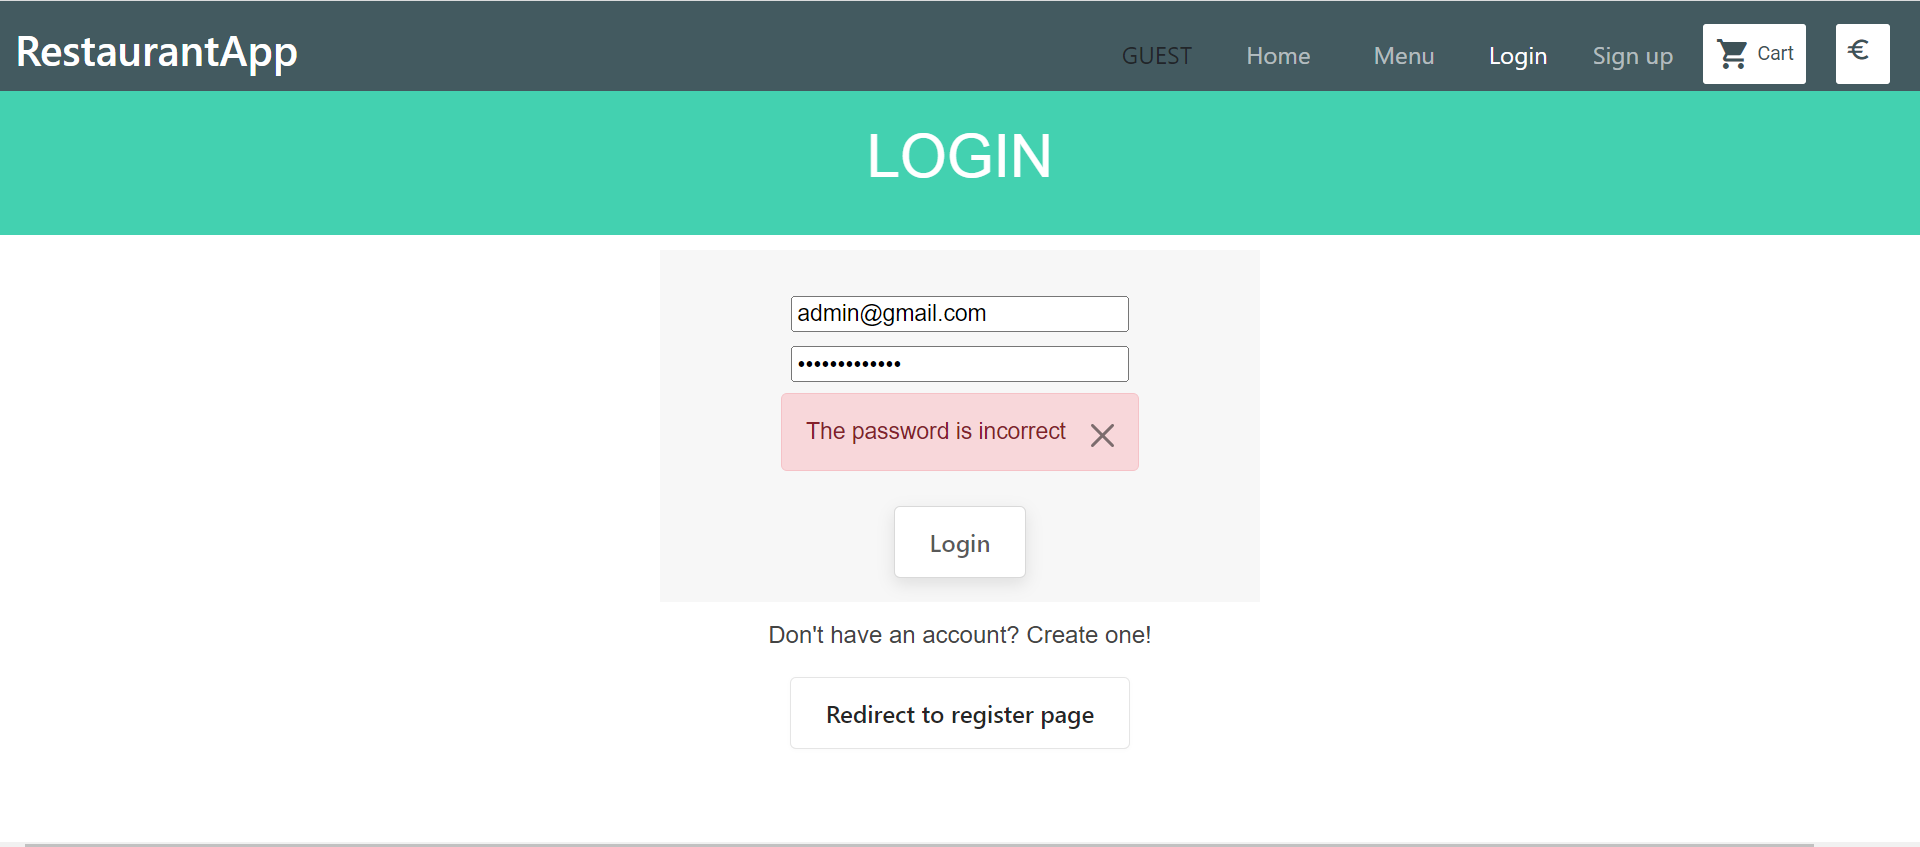 RestaurantApp
GUEST Home Menu Login Sign up Cart €
LOGIN
admin@gmail.com
•••••••••••••
The password is incorrect
Login
Don't have an account? Create one!
Redirect to register page